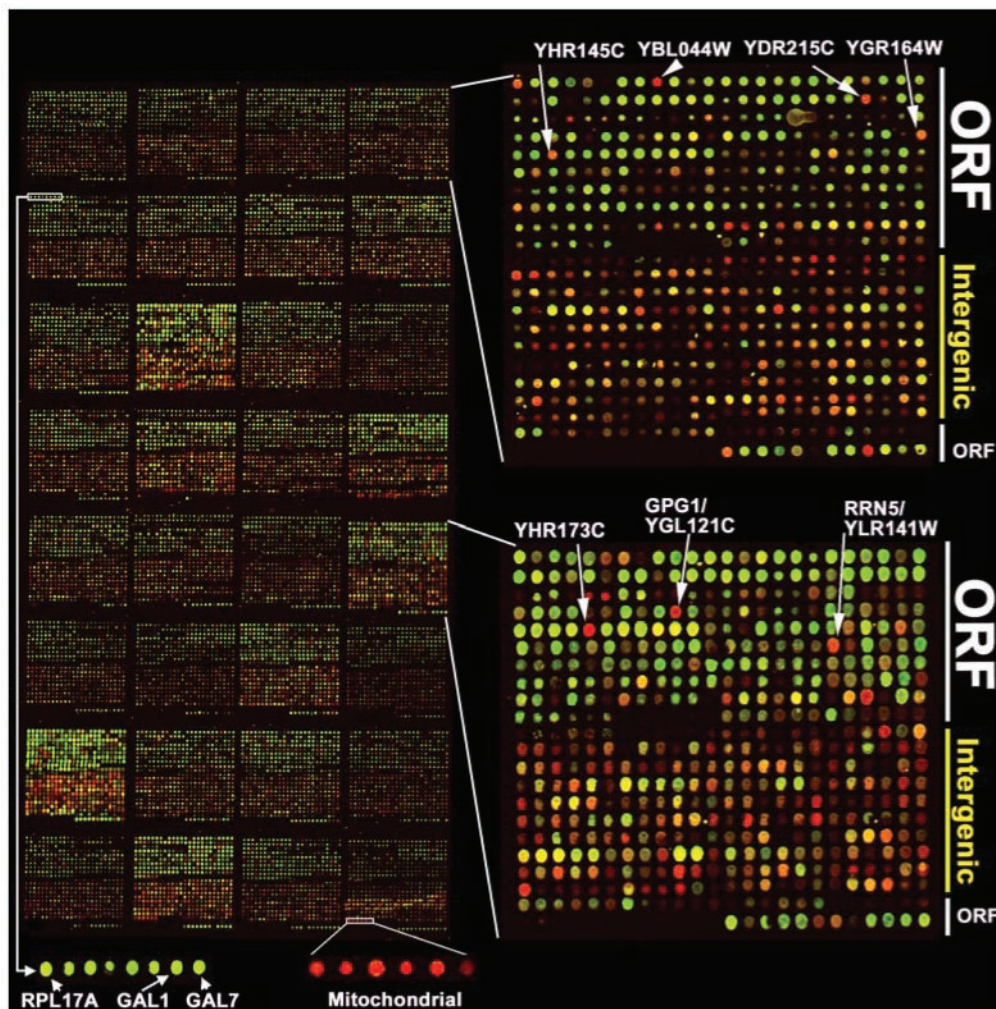 YHR145C YBL044W YDR215C YGR164W
ORF
Intergenic
ORF
YHR173C
GPG1/
YGL121C
RRN5/
YLR141W
ORF
Intergenic
ORF
RPL17A GAL1 GAL7
Mitochondrial